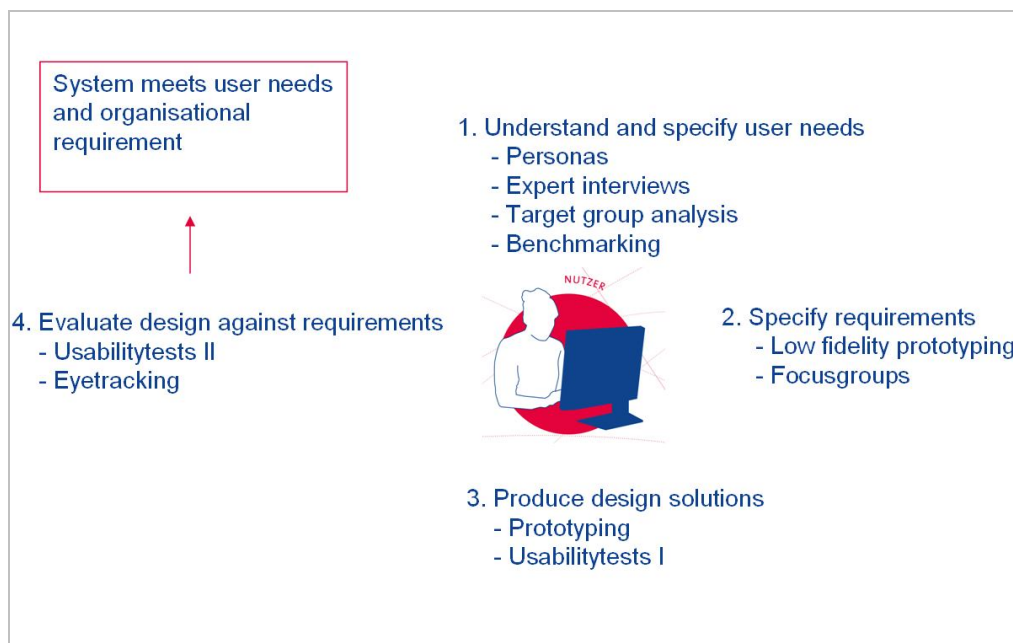 System meets user needs
and organisational
requirement
1. Understand and specify user needs
- Personas
- Expert interviews
- Target group analysis
- Benchmarking
NUTZER
2. Specify requirements
- Low fidelity prototyping
- Focusgroups
3. Produce design solutions
- Prototyping
- Usabilitytests I
4. Evaluate design against requirements
- Usabilitytests II
- Eyetracking